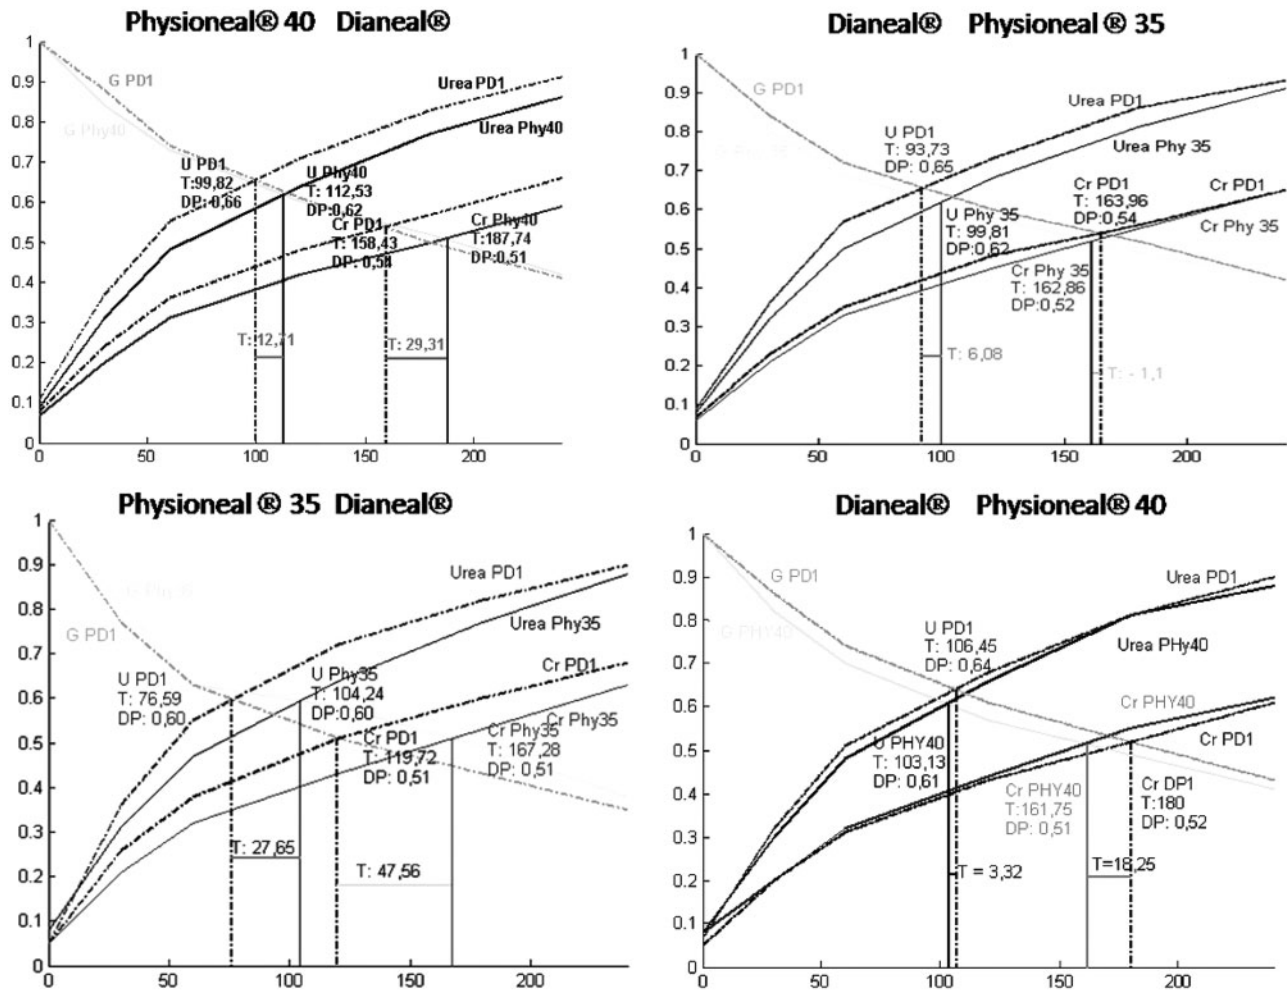 Physioneal® 40 Dianeal®
1
0.9
0.8
0.7
0.6
0.5
0.4
0.3
0.2
0.1
0
0
50
100
150
200
G PD1
G Phy40
Urea PD1
Urea Phy40
U PD1
T:99,82
DP: 0,66
U Phy40
T: 112,53
DP:0,62
Cr PD1
T: 158,43
DP: 0,54
Cr Phy40
T:187,74
DP:0,51
T: 12,71
T: 29,31
Dianeal® Physioneal ® 35
1
0.9
0.8
0.7
0.6
0.5
0.4
0.3
0.2
0.1
0
0
50
100
150
200
G PD1
Urea PD1
Urea Phy 35
U PD1
T: 93,73
DP: 0,65
Cr PD1
T: 163,96
DP:0,54
Cr PD1
U Phy 35
T: 99,81
DP:0,62
Cr Phy 35
Cr Phy 35
T: 162,86
DP:0,52
T: 6,08
T: - 1,1
Physioneal ® 35 Dianeal®
1
0.9
0.8
0.7
0.6
0.5
0.4
0.3
0.2
0.1
0
0
50
100
150
200
G PD1
Urea PD1
Urea Phy35
U PD1
T: 76,59
DP: 0,60
U Phy35
T: 104,24
DP:0,60
Cr PD1
Cr Phy35
Cr PD1
T: 119,72
DP: 0,51
Cr Phy35
T: 167,28
DP: 0,51
T: 27,65
T: 47,56
Dianeal® Physioneal® 40
1
0.9
0.8
0.7
0.6
0.5
0.4
0.3
0.2
0.1
0
0
50
100
150
200
G PD1
G PHY40
Urea PD1
Urea PHy40
U PD1
T: 106,45
DP: 0,64
Cr PHY40
Cr PD1
U PHY40
T: 103,13
DP: 0,61
Cr PHY40
T:161,75
DP: 0,51
Cr DP1
T:180
DP: 0,52
T = 3,32
T=18,25